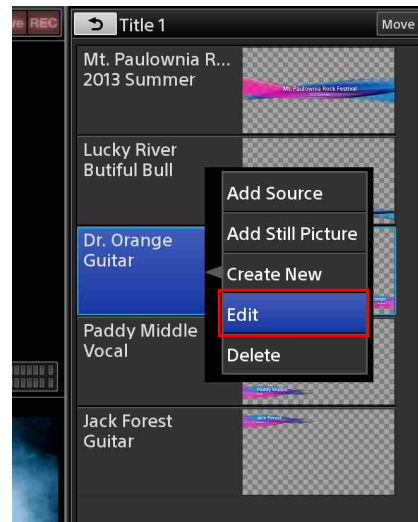 REC
Title 1
Move
Mt. Paulownia R...
2013 Summer
Mt. Paulownia Rock Festival
Lucky River
Butiful Bull
Add Source
Add Still Picture
Dr. Orange
Guitar
Create New
Edit
Paddy Middle
Vocal
Delete
Jack Forest
Guitar
Jack Forest